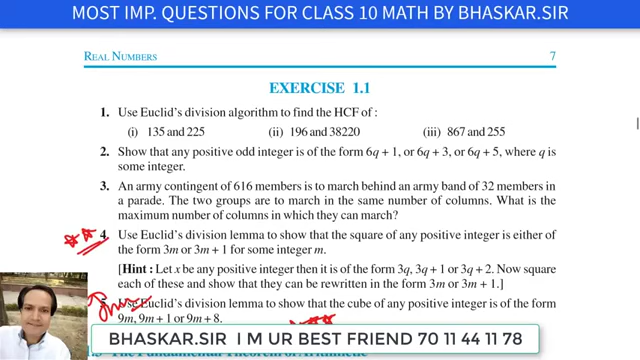 MOST IMP. QUESTIONS FOR CLASS 10 MATH BY BHASKAR.SIR
REAL NUMBERS 7
EXERCISE 1.1
1. Use Euclid's division algorithm to find the HCF of :
(i) 135 and 225 (ii) 196 and 38220 (iii) 867 and 255
2. Show that any positive odd integer is of the form 6q + 1, or 6q + 3, or 6q + 5, where q is
some integer.
3. An army contingent of 616 members is to march behind an army band of 32 members in
a parade. The two groups are to march in the same number of columns. What is the
maximum number of columns in which they can march?
4. Use Euclid's division lemma to show that the square of any positive integer is either of
the form 3m or 3m + 1 for some integer m.
[Hint : Let x be any positive integer then it is of the form 3q, 3q + 1 or 3q + 2. Now square
each of these and show that they can be rewritten in the form 3m or 3m + 1.]
5. Use Euclid's division lemma to show that the cube of any positive integer is of the form
9m, 9m + 1 or 9m + 8.
BHASKAR.SIR I M UR BEST FRIEND 70 11 44 11 78
The Fundamental Theorem of Arithmetic